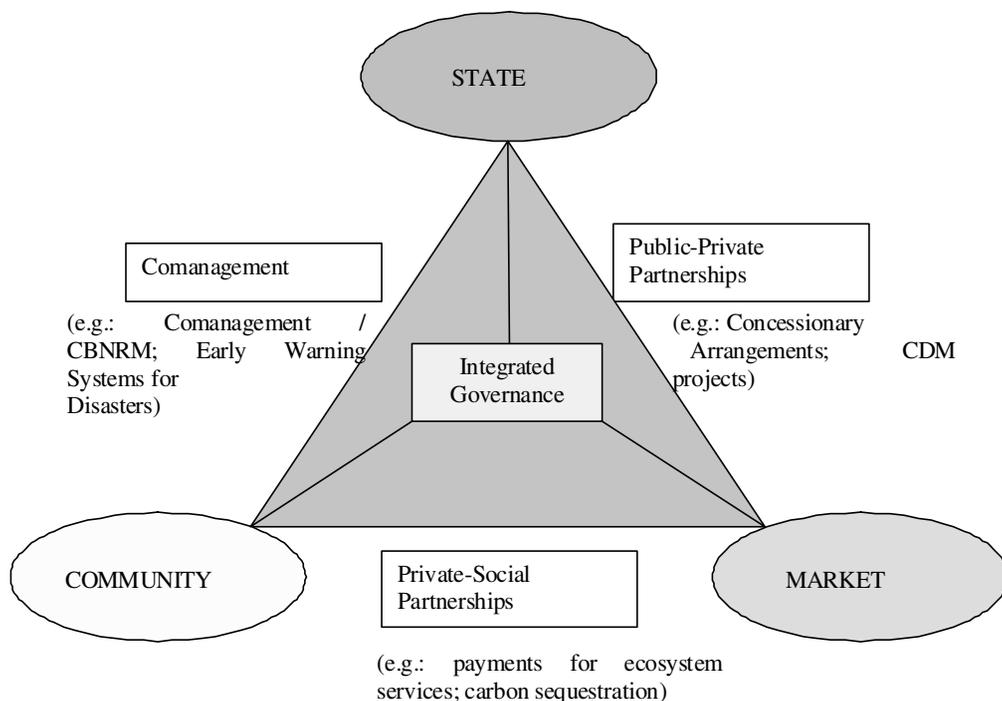 STATE
Comanagement
(e.g.: Comanagement /
CBNRM; Early Warning
Systems for
Disasters)
Public-Private
Partnerships
(e.g.: Concessionary
Arrangements; CDM
projects)
Integrated
Governance
COMMUNITY
Private-Social
Partnerships
(e.g.: payments for ecosystem
services; carbon sequestration)
MARKET